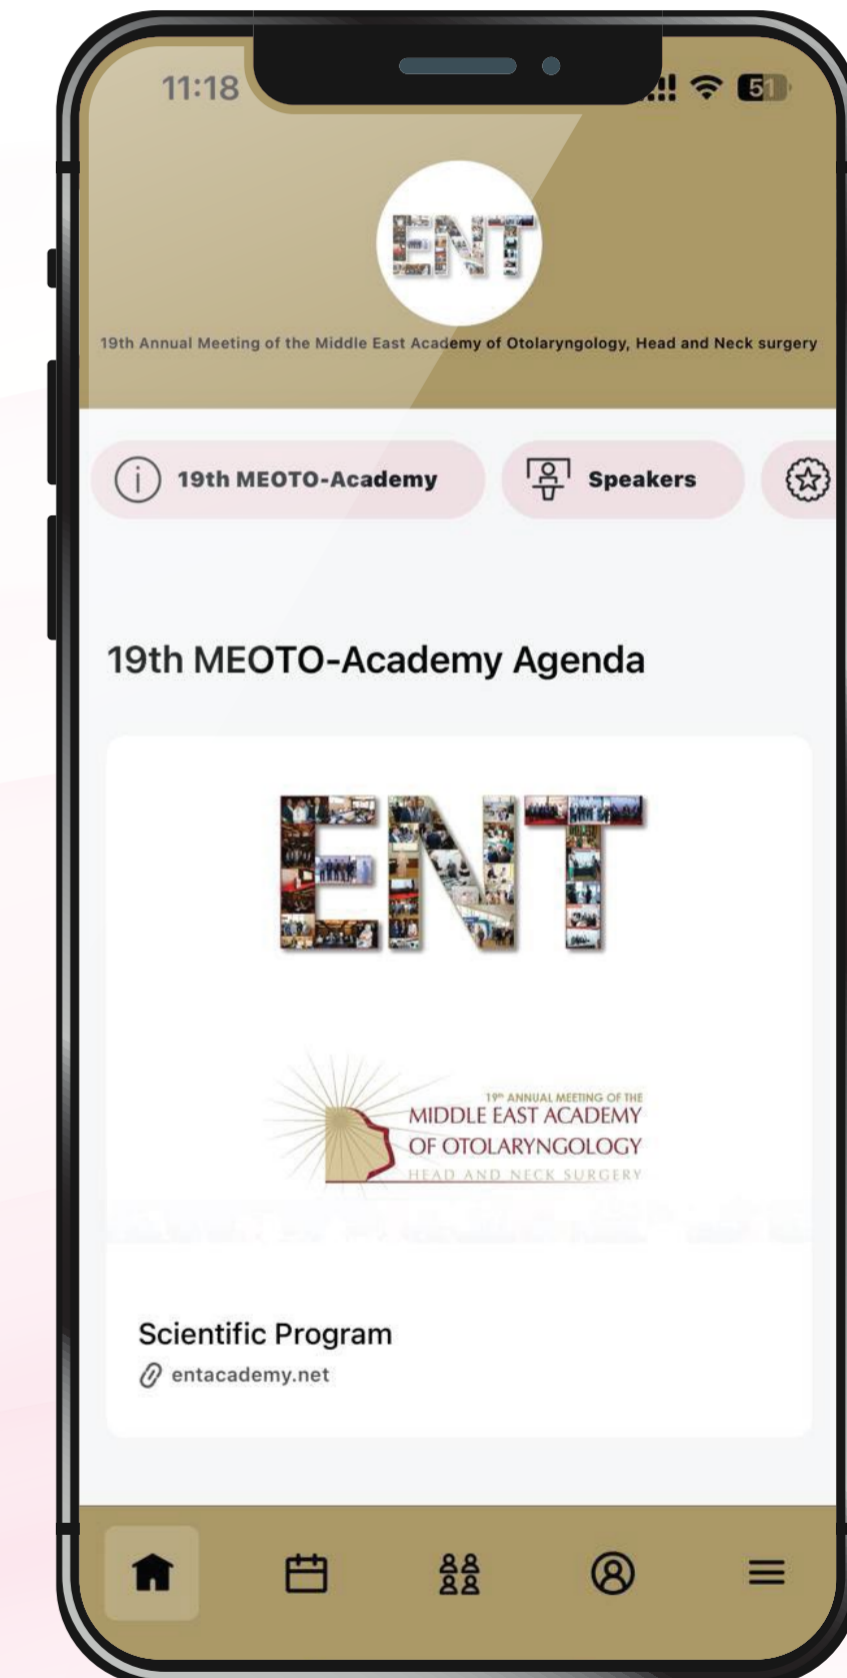 11:18
51
ENT
19th Annual Meeting of the Middle East Academy of Otolaryngology, Head and Neck surgery
19th MEOTO-Academy
Speakers
19th MEOTO-Academy Agenda
ENT
19th ANNUAL MEETING OF THE
MIDDLE EAST ACADEMY
OF OTOLARYNGOLOGY
HEAD AND NECK SURGERY
Scientific Program
entacademy.net